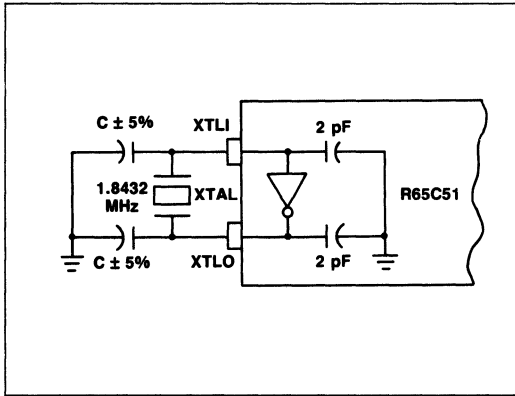 C ± 5%
XTLI
2 pF
1.8432
MHz
XTAL
R65C51
C ± 5%
XTLO
2 pF